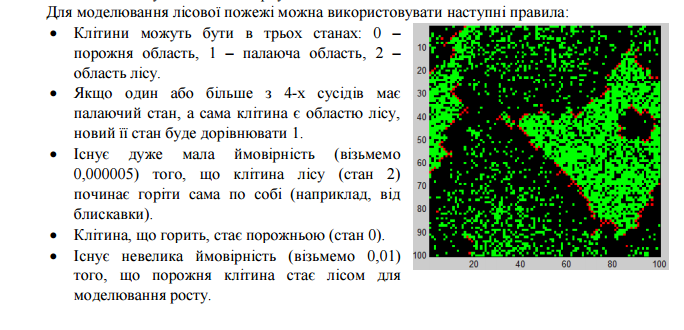 Для моделювання лісової пожежі можна використовувати наступні правила:
• Клітини можуть бути в трьох станах: 0 –
порожня область, 1 – палаюча область, 2 –
область лісу.
• Якщо один або більше з 4-х сусідів має
палаючий стан, а сама клітина є областю лісу,
новий її стан буде дорівнювати 1.
• Існує дуже мала ймовірність (візьмемо
0,000005) того, що клітина лісу (стан 2)
починає горіти сама по собі (наприклад, від
блискавки).
• Клітина, що горить, стає порожньою (стан 0).
• Існує невелика ймовірність (візьмемо 0,01)
того, що порожня клітина стає лісом для
моделювання росту.
10
20
30
40
50
60
70
80
90
100
20 40 60 80 100